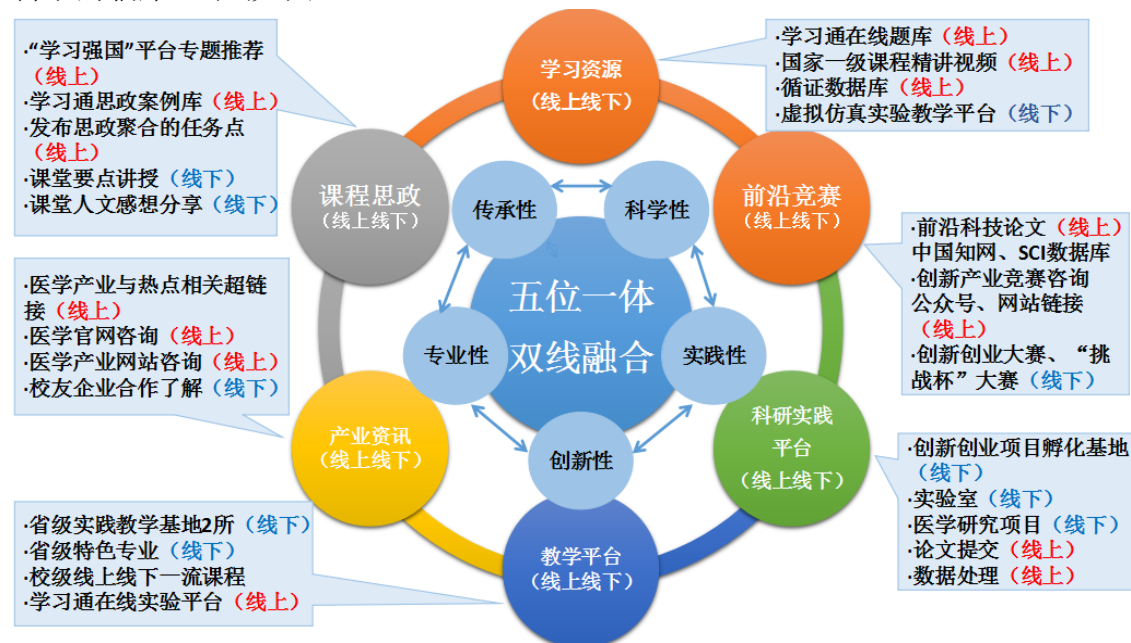 ·“学习强国”平台专题推荐
（线上）
·学习通思政案例库（线上）
·发布思政聚合的任务点
（线上）
·课堂要点讲授（线下）
·课堂人文感想分享（线下）
学习资源
（线上线下）
·学习通在线题库（线上）
·国家一级课程精讲视频（线上）
·循证数据库（线上）
·虚拟仿真实验教学平台（线下）
课程思政
（线上线下）
传承性
科学性
前沿竞赛
（线上线下）
·前沿科技论文（线上）
中国知网、SCI数据库
·创新产业竞赛咨询
公众号、网站链接
（线上）
·创新创业大赛、“挑
战杯”大赛（线下）
五位一体
双线融合
·医学产业与热点相关超链
接（线上）
·医学官网咨询（线上）
·医学产业网站咨询（线上）
·校友企业合作了解（线下）
专业性
实践性
产业资讯
（线上线下）
创新性
科研实践
平台
（线上线下）
·创新创业项目孵化基地
（线下）
·实验室（线下）
·医学研究项目（线下）
·论文提交（线上）
·数据处理（线上）
·省级实践教学基地2所（线下）
·省级特色专业（线下）
·校级线上线下一流课程
·学习通在线实验平台（线上）
教学平台
（线上线下）